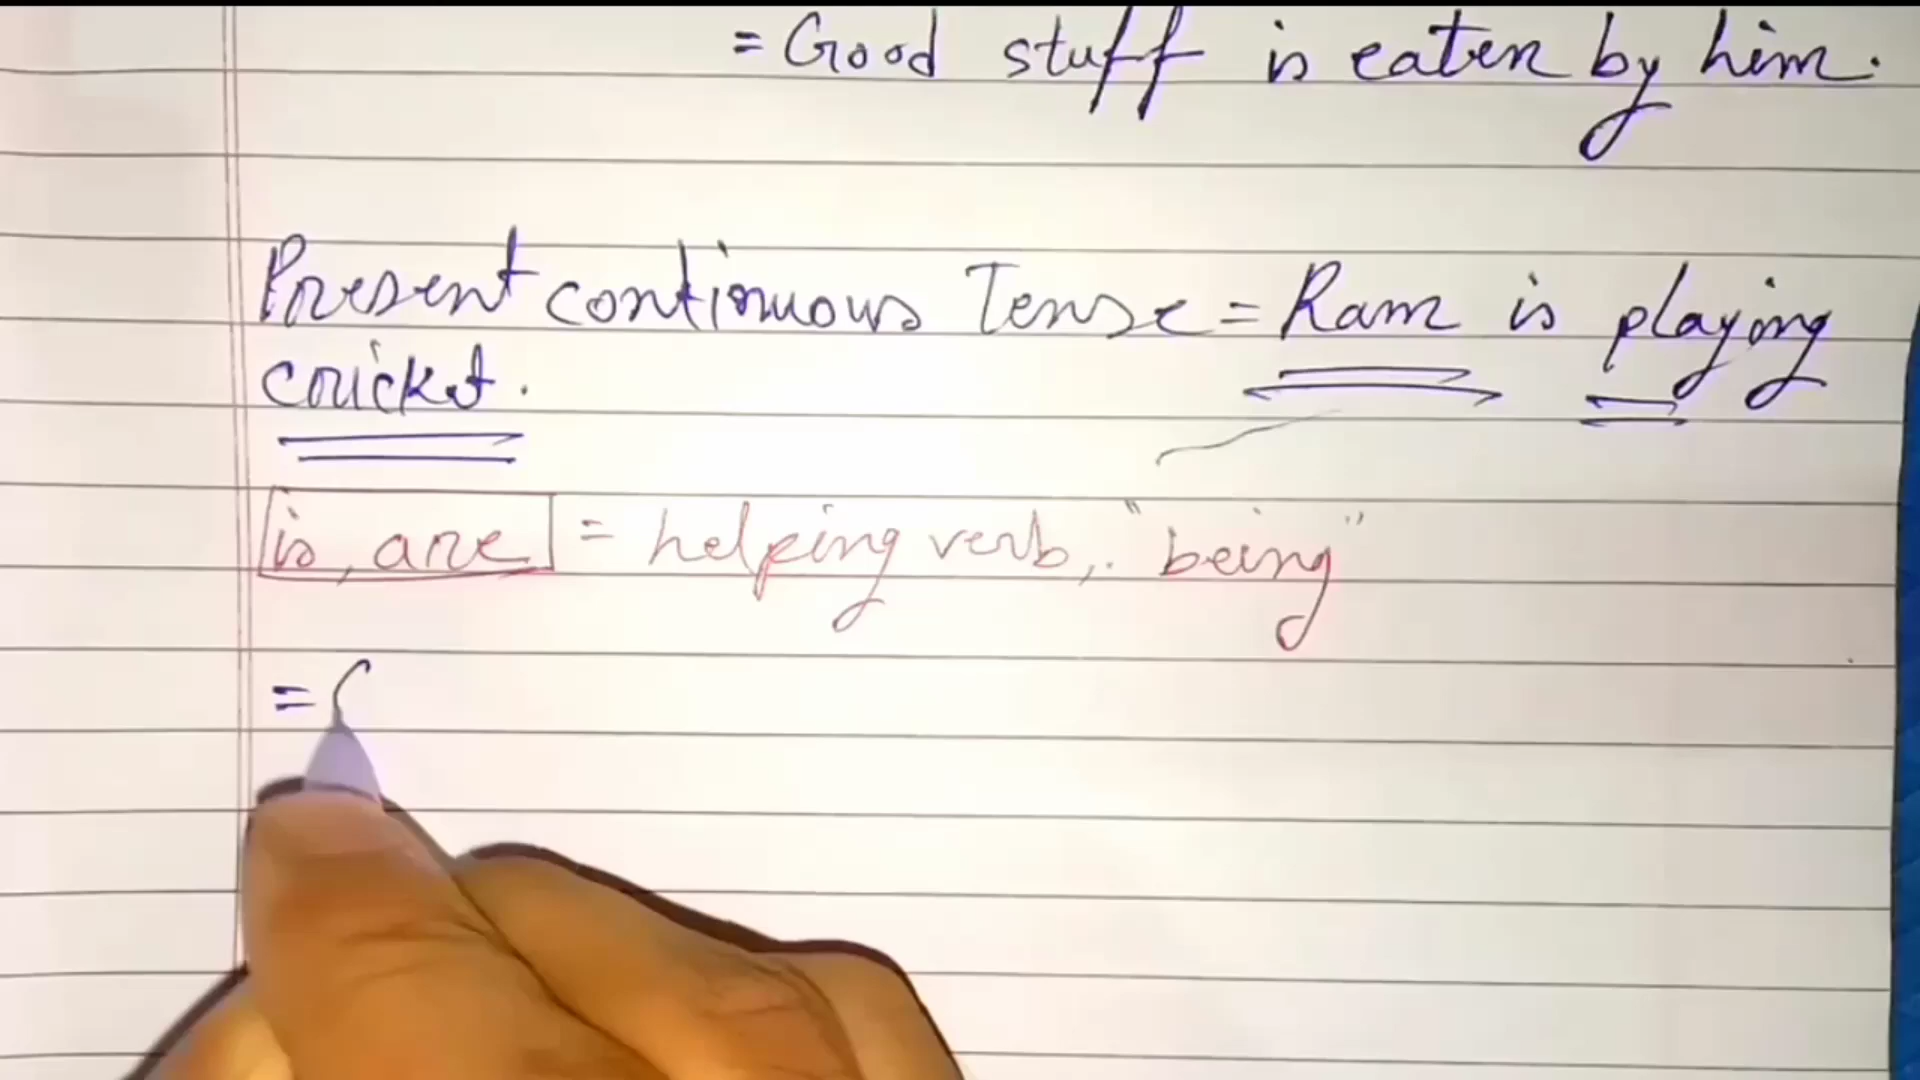 = Good stuff is eaten by him.
Present continuous Tense = Ram is playing
cricket.
is, are = helping verb, "being"
= C